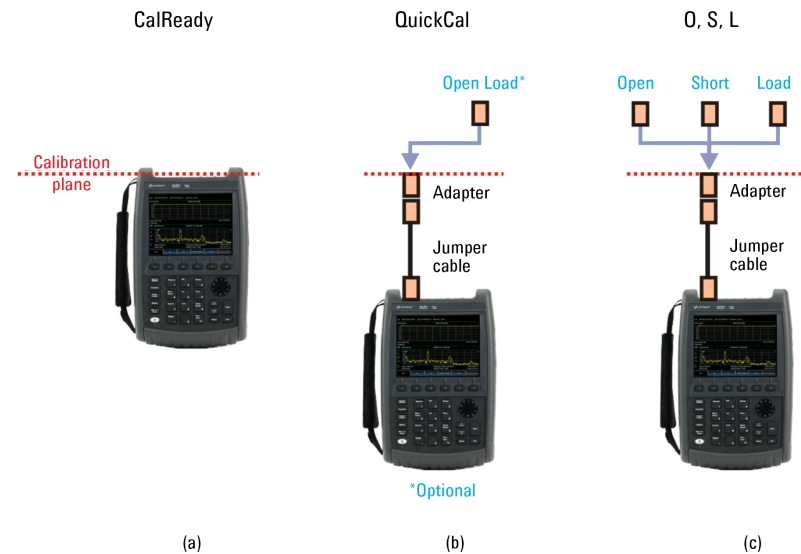 CalReady
QuickCal
O, S, L
Open Load*
Open
Short
Load
Calibration
plane
Adapter
Adapter
Jumper
cable
Jumper
cable
*Optional
(a)
(b)
(c)